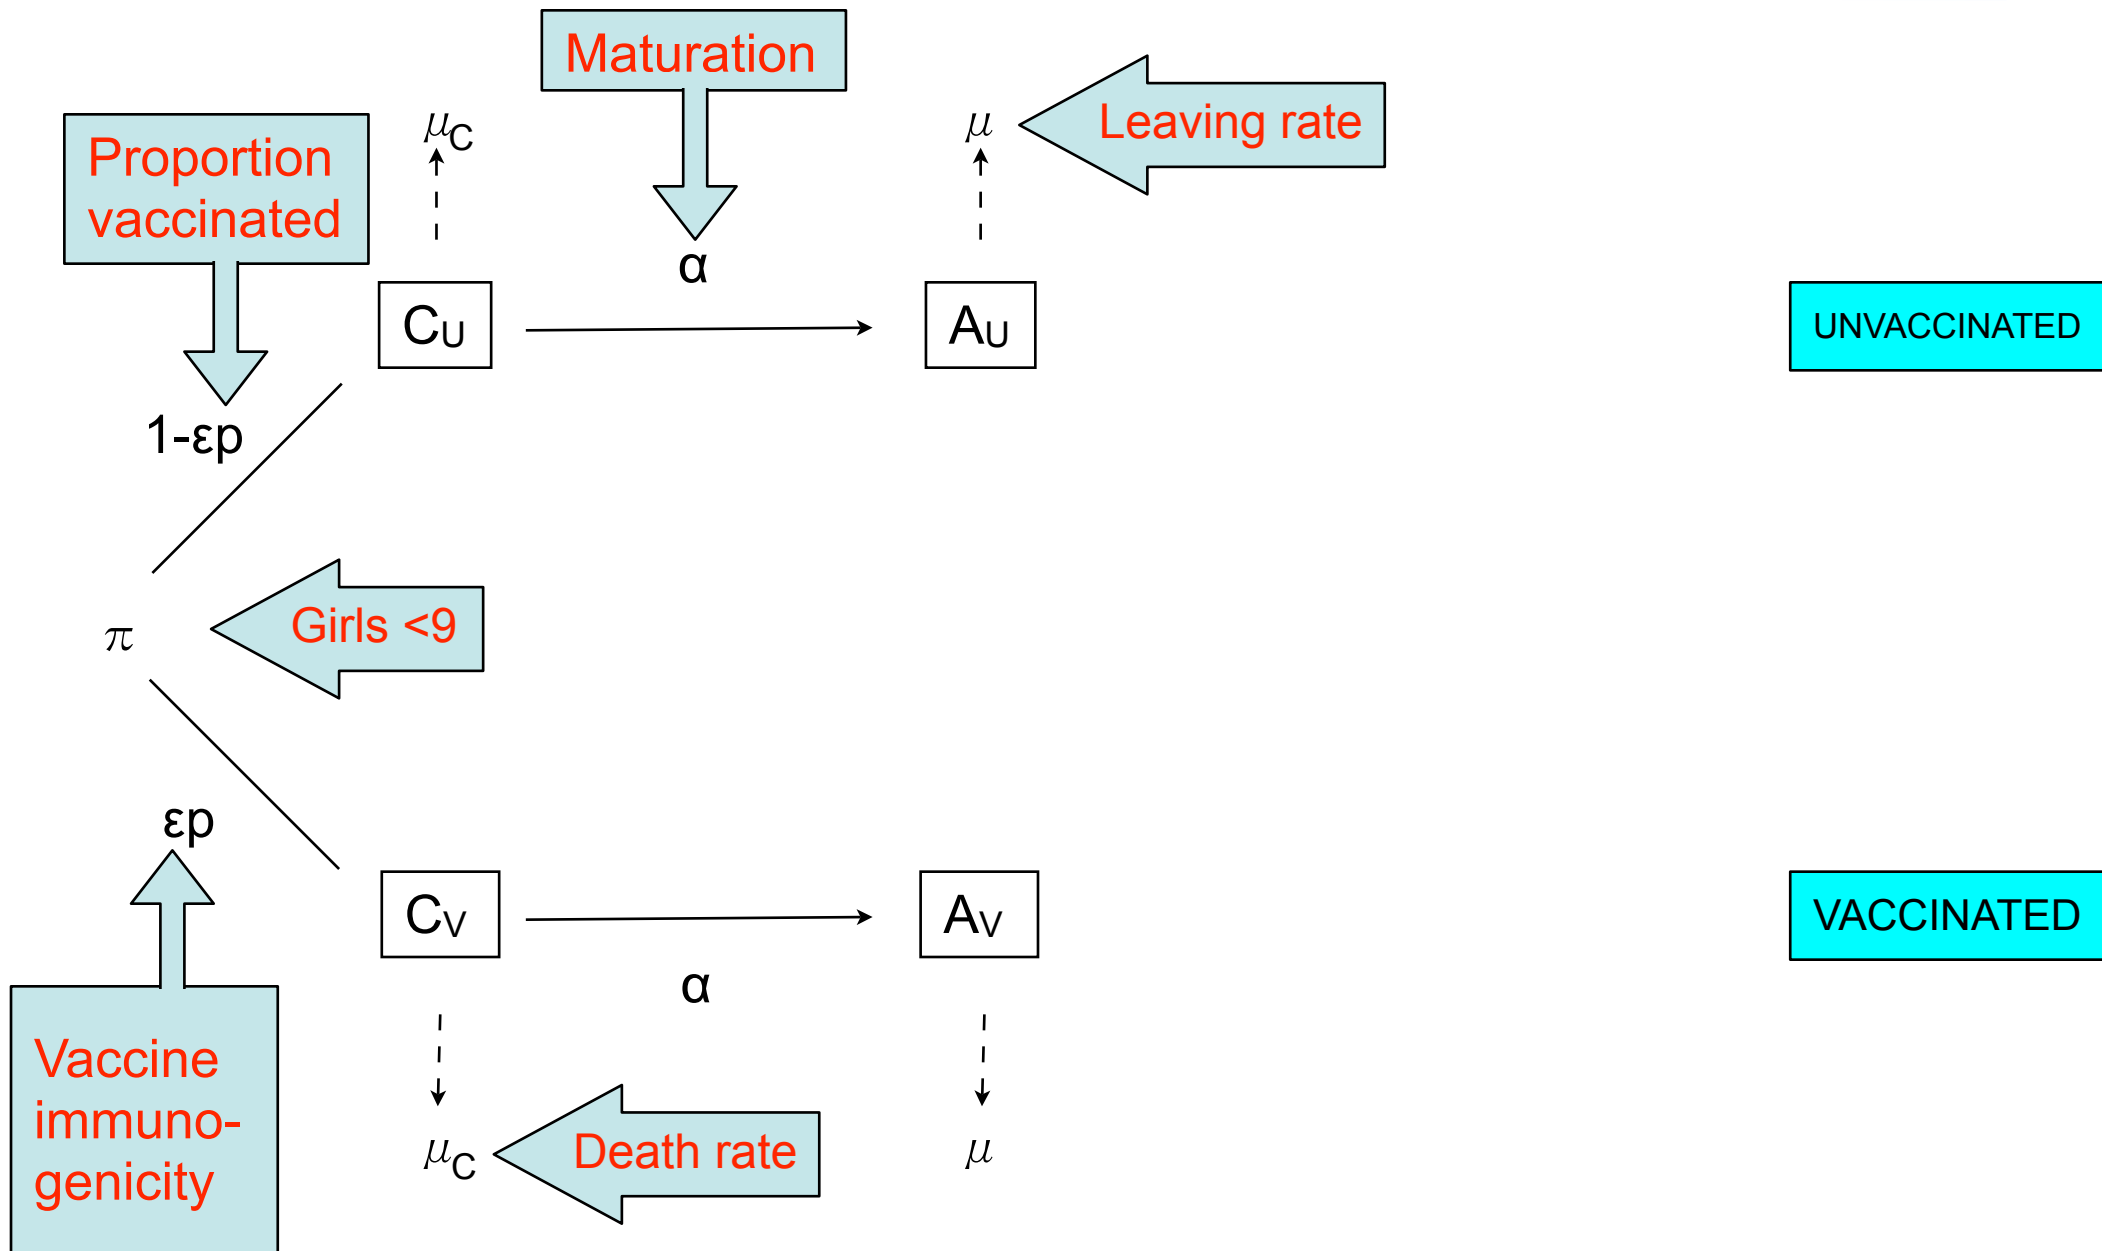 Maturation
μC
μ
Leaving rate
Proportion
vaccinated
α
CU
AU
UNVACCINATED
1-εp
π
Girls <9
εp
CV
AV
VACCINATED
α
Vaccine
immuno-
genicity
μC
Death rate
μ